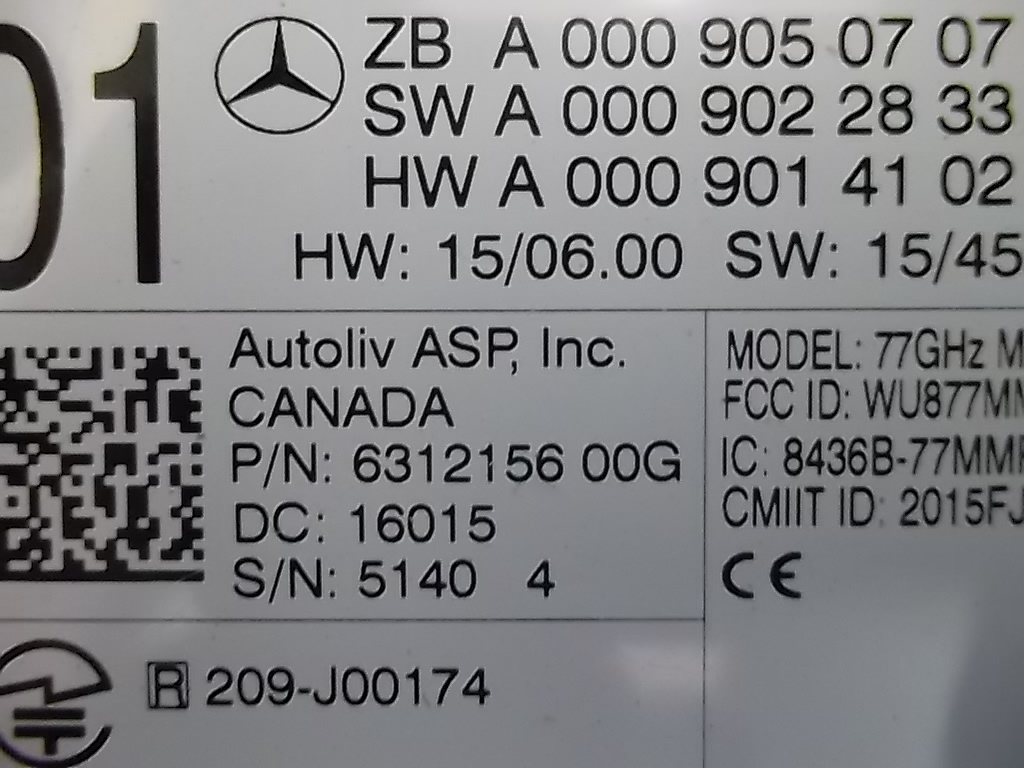 01
ZB A 000 905 07 07
SW A 000 902 28 33
HW A 000 901 41 02
HW: 15/06.00 SW: 15/45
Autoliv ASP, Inc.
CANADA
P/N: 6312156 00G
DC: 16015
S/N: 5140 4
MODEL: 77GHz M
FCC ID: WU877MM
IC: 8436B-77MMR
CMIIT ID: 2015FJ
CE
R 209-J00174